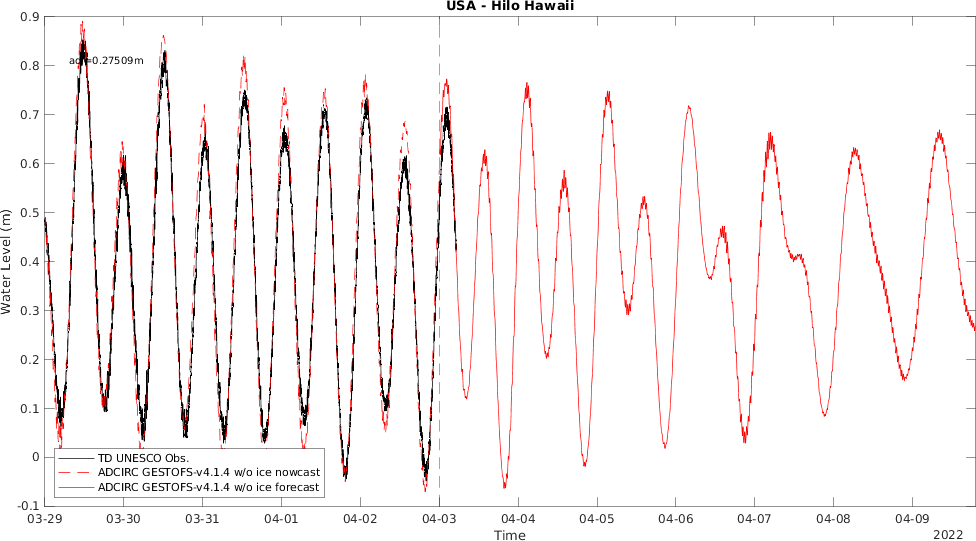 USA - Hilo Hawaii
0.9
0.8
0.7
0.6
0.5
0.4
0.3
0.2
0.1
0
-0.1
Water Level (m)
TD UNESCO Obs.
ADCIRC GESTOFS-v4.1.4 w/o ice nowcast
ADCIRC GESTOFS-v4.1.4 w/o ice forecast
03-29 03-30 03-31 04-01 04-02 04-03 04-04 04-05 04-06 04-07 04-08 04-09
Time
2022